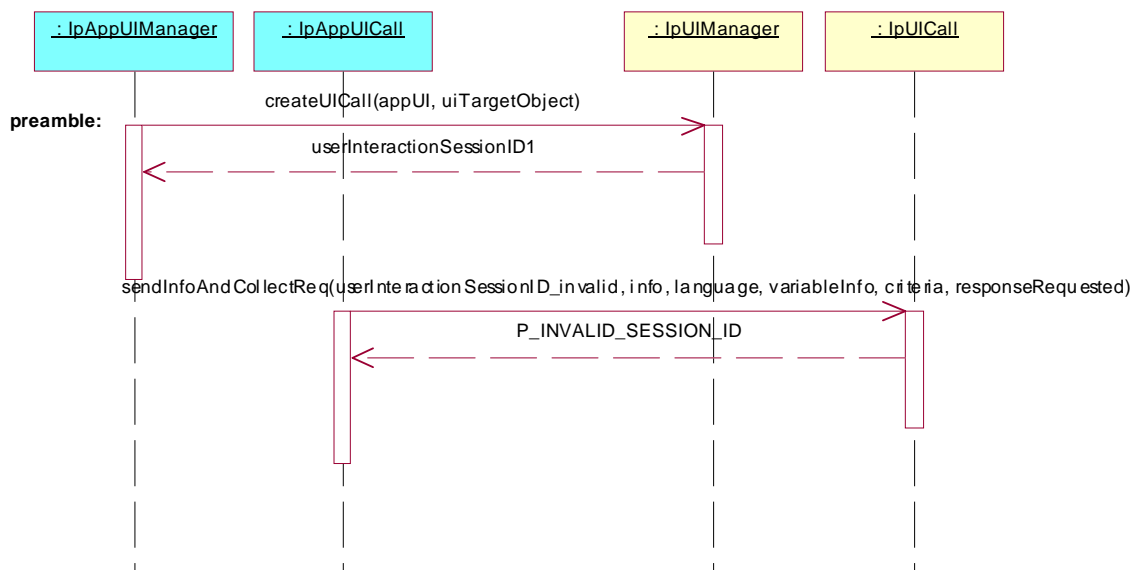 : IpAppUIManager
: IpAppUICall
: IpUIManager
: IpUICall
createUICall(appUI, uiTargetObject)
preamble:
userInteractionSessionID1
sendInfoAndCollectReq(userInteractionSessionID_invalid, info, language, variableInfo, criteria, responseRequested)
P_INVALID_SESSION_ID